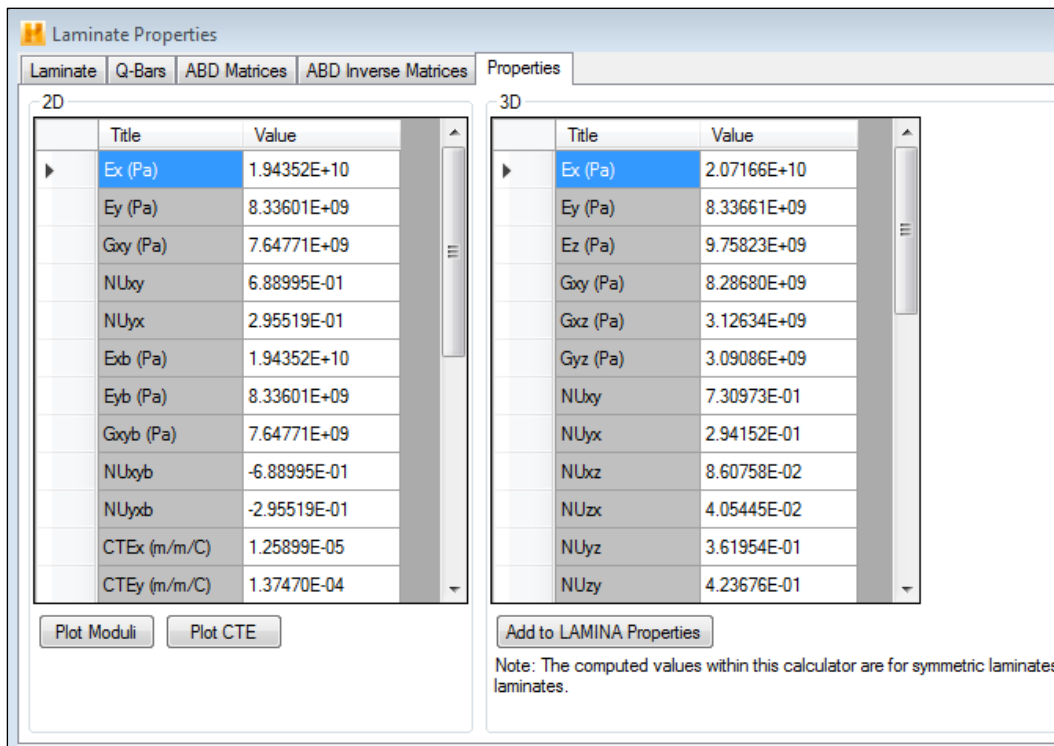 Laminate Properties
Laminate Q-Bars ABD Matrices ABD Inverse Matrices Properties
2D
Title Value
Ex (Pa) 1.94352E+10
Ey (Pa) 8.33601E+09
Gxy (Pa) 7.64771E+09
NUxy 6.88995E-01
NUyx 2.95519E-01
Exb (Pa) 1.94352E+10
Eyb (Pa) 8.33601E+09
Gxyb (Pa) 7.64771E+09
NUxyb -6.88995E-01
NUyxb -2.95519E-01
CTEx (m/m/C) 1.25899E-05
CTEy (m/m/C) 1.37470E-04
Plot Moduli Plot CTE
3D
Title Value
Ex (Pa) 2.07166E+10
Ey (Pa) 8.33661E+09
Ez (Pa) 9.75823E+09
Gxy (Pa) 8.28680E+09
Gxz (Pa) 3.12634E+09
Gyz (Pa) 3.09086E+09
NUxy 7.30973E-01
NUyx 2.94152E-01
NUxz 8.60758E-02
NUzx 4.05445E-02
NUyz 3.61954E-01
NUzy 4.23676E-01
Add to LAMINA Properties
Note: The computed values within this calculator are for symmetric laminates
laminates.